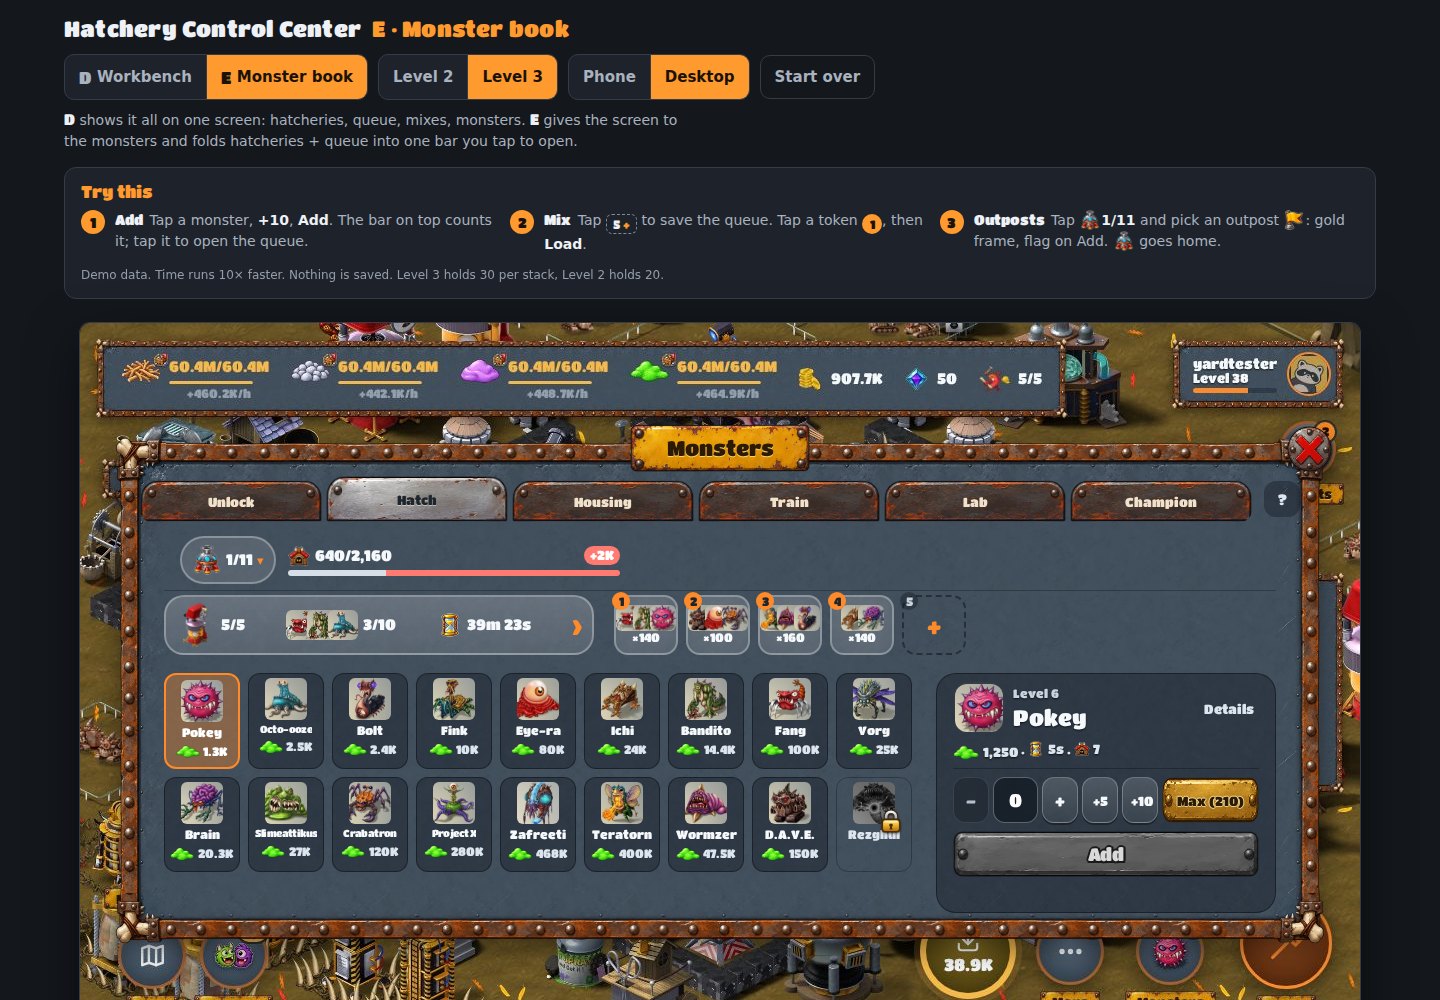 Hatchery Control Center E · Monster book
D Workbench E Monster book Level 2 Level 3 Phone Desktop Start over
D shows it all on one screen: hatcheries, queue, mixes, monsters. E gives the screen to
the monsters and folds hatcheries + queue into one bar you tap to open.
Try this
1 Add Tap a monster, +10, Add. The bar on top counts
it; tap it to open the queue.
2 Mix Tap 5+ to save the queue. Tap a token 1, then
Load.
3 Outposts Tap 1/11 and pick an outpost : gold
frame, flag on Add. goes home.
Demo data. Time runs 10× faster. Nothing is saved. Level 3 holds 30 per stack, Level 2 holds 20.
60.4M/60.4M 60.4M/60.4M 60.4M/60.4M 60.4M/60.4M 907.7K 50 5/5
+460.2K/h +442.1K/h +448.7K/h +464.9K/h
yardtester
Level 38
Monsters
Unlock Hatch Housing Train Lab Champion ?
1/11 ▾ 640/2,160 +2K
5/5 3/10 39m 23s ❯
1 ×140 2 ×100 3 ×160 4 ×140 5 +
Pokey Octo-ooze Bolt Fink Eye-ra Ichi Bandito Fang Vorg
1.3K 2.5K 2.4K 10K 80K 24K 14.4K 100K 25K
Brain Slimeattikus Crabatron Project X Zafreeti Teratorn Wormzer D.A.V.E. Rezghul
20.3K 27K 120K 280K 468K 400K 47.5K 150K
Level 6
Pokey
Details
1,250 · 5s · 7
− 0 + +5 +10 Max (210)
Add
38.9K